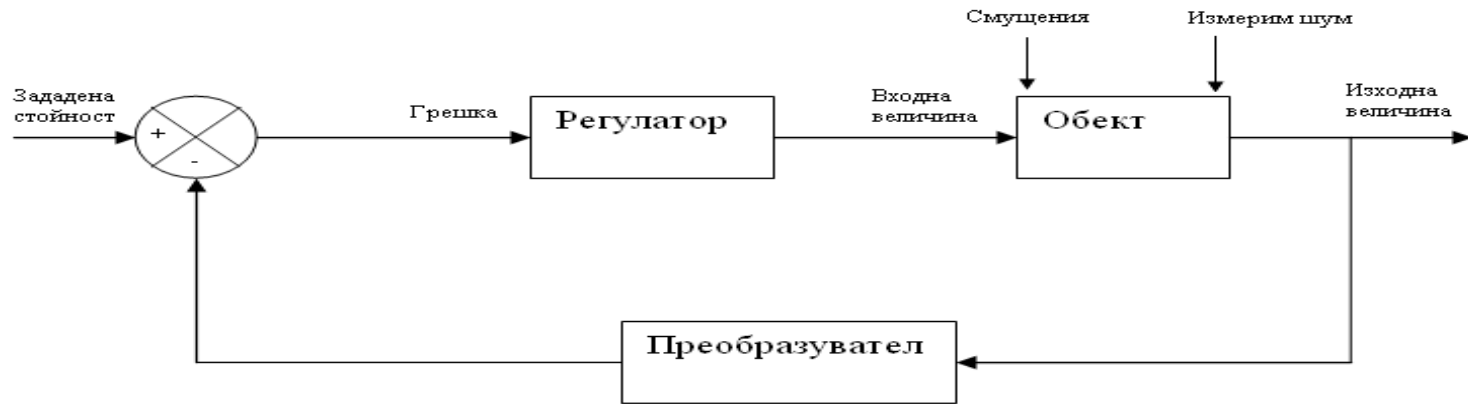 Смущения
Измерим шум
Зададена
стойност
+
-
Грешка
Регулатор
Входна
величина
Обект
Изходна
величина
Преобразувател